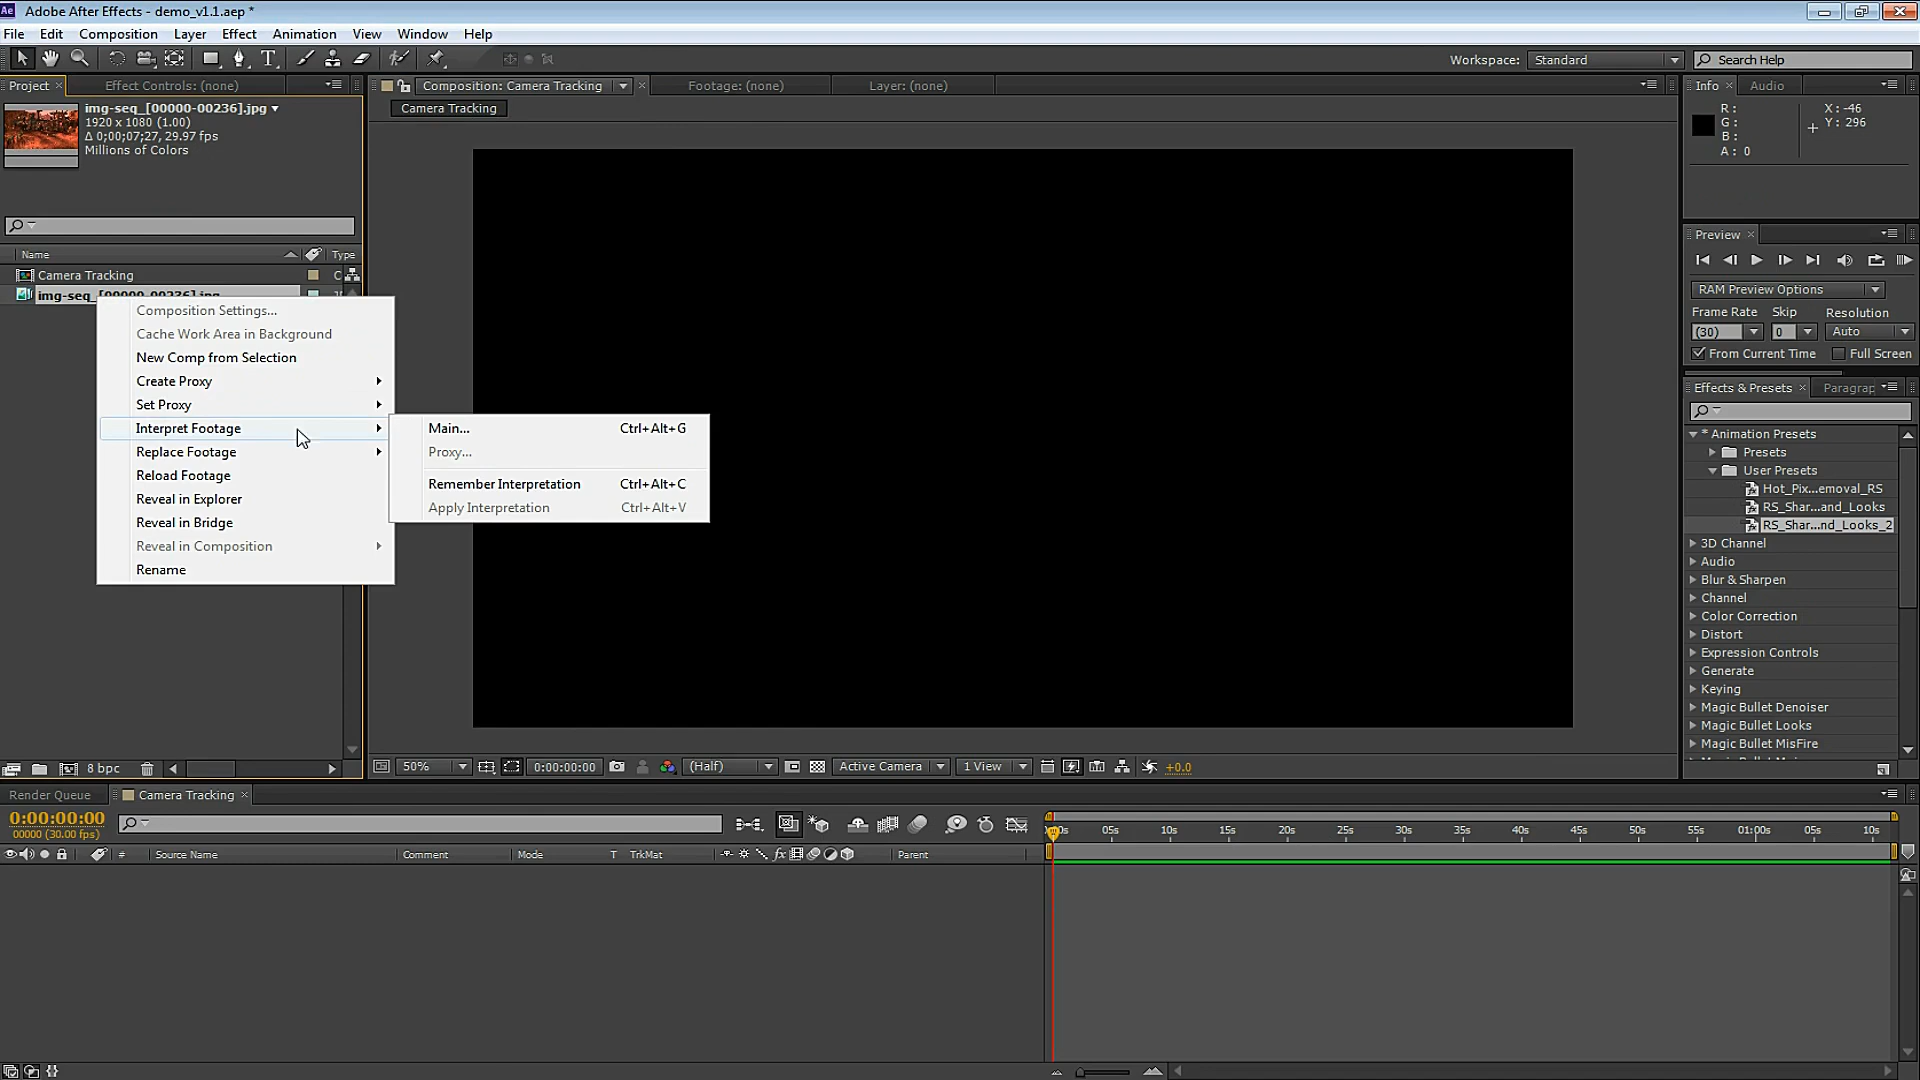 Ae Adobe After Effects - demo_v1.1.aep *
File Edit Composition Layer Effect Animation View Window Help
T Workspace: Standard Search Help
Project × Effect Controls: (none)
img-seq_[00000-00236].jpg
1920 x 1080 (1.00)
Δ 0;00;07;27, 29.97 fps
Millions of Colors
Name Type
Camera Tracking C
img-seq_[00000-00236].jpg
Composition Settings...
Cache Work Area in Background
New Comp from Selection
Create Proxy
Set Proxy
Interpret Footage
Replace Footage
Reload Footage
Reveal in Explorer
Reveal in Bridge
Reveal in Composition
Rename
Main... Ctrl+Alt+G
Proxy...
Remember Interpretation Ctrl+Alt+C
Apply Interpretation Ctrl+Alt+V
8 bpc
Composition: Camera Tracking × Footage: (none) Layer: (none)
Camera Tracking
50% 0:00:00:00 (Half) Active Camera 1 View +0.0
Info × Audio
R :
G :
B :
A : 0
X : -46
Y : 296
Preview ×
RAM Preview Options
Frame Rate Skip Resolution
(30) 0 Auto
From Current Time Full Screen
Effects & Presets × Paragrap
* Animation Presets
Presets
User Presets
Hot_Pix...emoval_RS
RS_Shar...and_Looks
RS_Shar...nd_Looks_2
3D Channel
Audio
Blur & Sharpen
Channel
Color Correction
Distort
Expression Controls
Generate
Keying
Magic Bullet Denoiser
Magic Bullet Looks
Magic Bullet MisFire
Render Queue Camera Tracking ×
0:00:00:00
00000 (30.00 fps)
# Source Name Comment Mode T TrkMat fx Parent
05s 10s 15s 20s 25s 30s 35s 40s 45s 50s 55s 01:00s 05s 10s